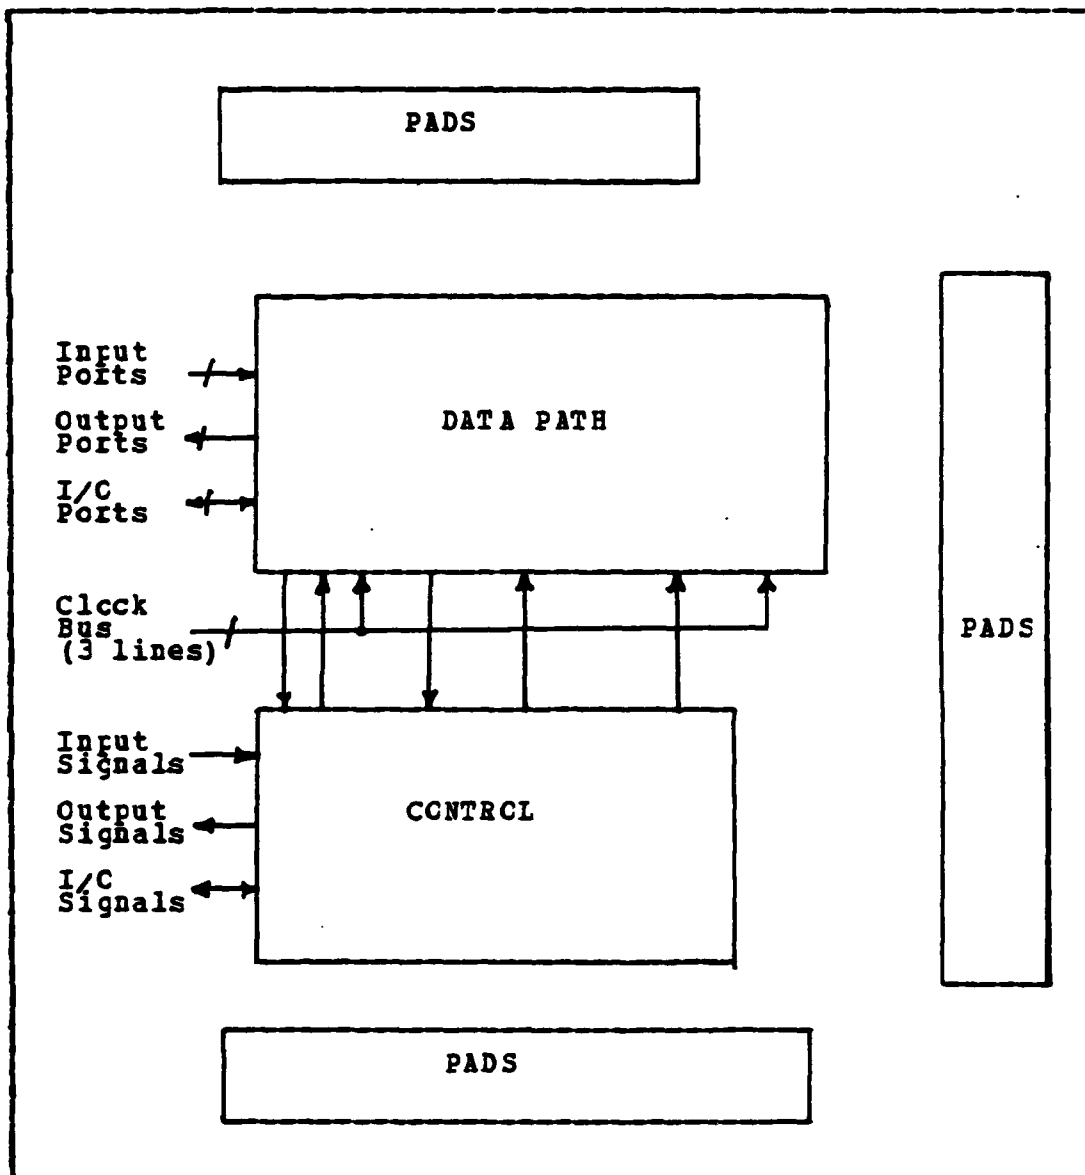 PADS
Input
Ports
Output
Ports
DATA PATH
I/C
Ports
Clcck
Bus
(3 lines)
PADS
Input
Signals
Output
Signals
CCNTRCL
I/C
Signals
PADS